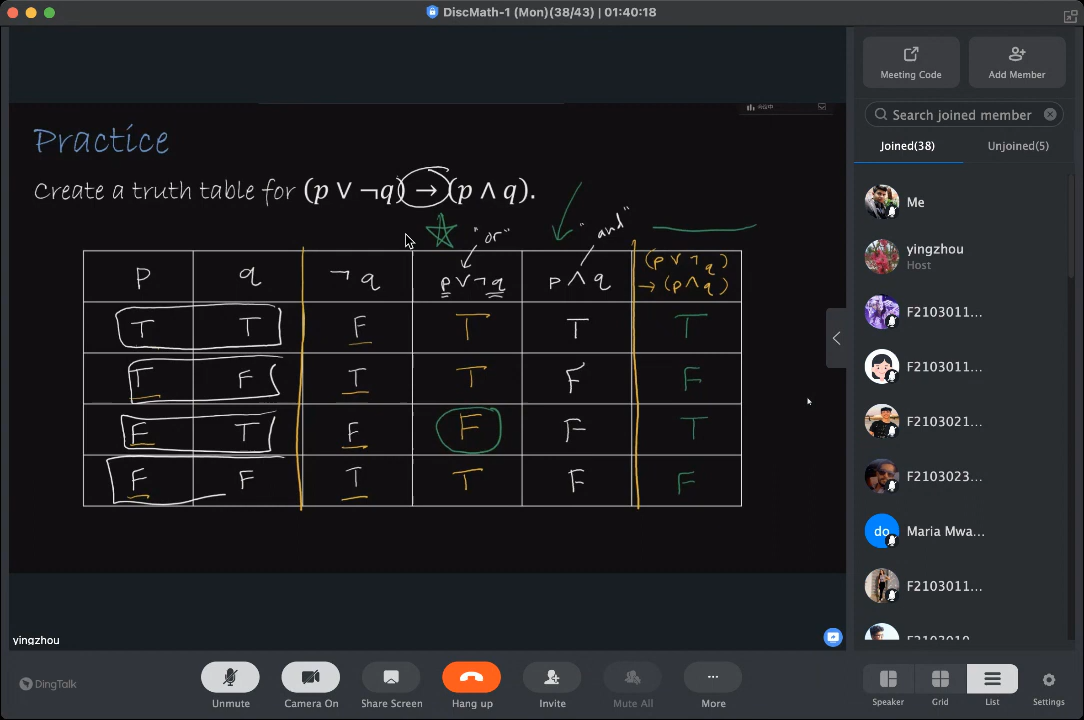 DiscMath-1 (Mon)(38/43) | 01:40:18
Practice
Create a truth table for (p ∨ ¬q) → (p ∧ q).
"or" "and"
p q ¬q p∨¬q p∧q (p∨¬q) → (p∧q)
T T F T T T
T F T T F F
F T F F F T
F F T T F F
yingzhou
DingTalk
Unmute Camera On Share Screen Hang up Invite Mute All More
Meeting Code Add Member
Search joined member
Joined(38) Unjoined(5)
Me
yingzhou
Host
F2103011...
F2103011...
F2103021...
F2103023...
do Maria Mwa...
F2103011...
Speaker Grid List Settings